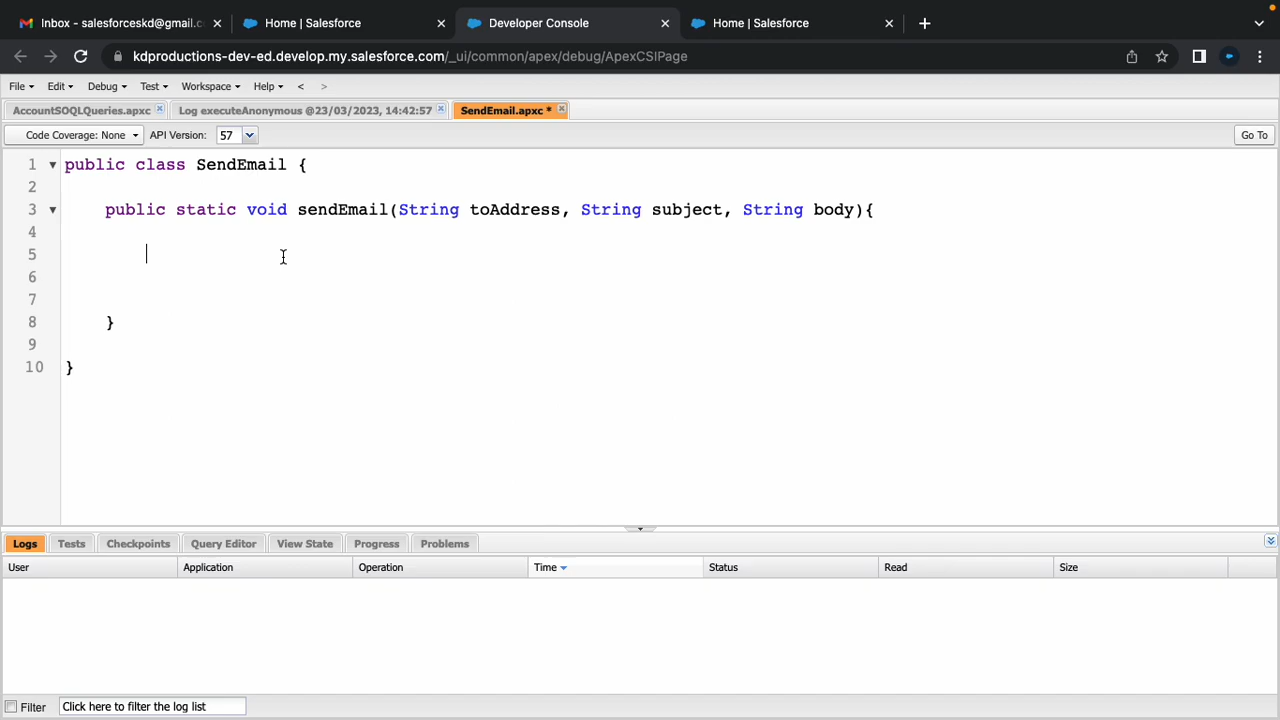 Inbox - salesforceskd@gmail.c
Home | Salesforce
Developer Console
Home | Salesforce
kdproductions-dev-ed.develop.my.salesforce.com/_ui/common/apex/debug/ApexCSIPage
File Edit Debug Test Workspace Help < >
AccountSOQLQueries.apxc
Log executeAnonymous @23/03/2023, 14:42:57
SendEmail.apxc *
Code Coverage: None API Version: 57 Go To
1 public class SendEmail {
2
3 public static void sendEmail(String toAddress, String subject, String body){
4
5
6
7
8 }
9
10 }
Logs Tests Checkpoints Query Editor View State Progress Problems
User Application Operation Time Status Read Size
Filter Click here to filter the log list